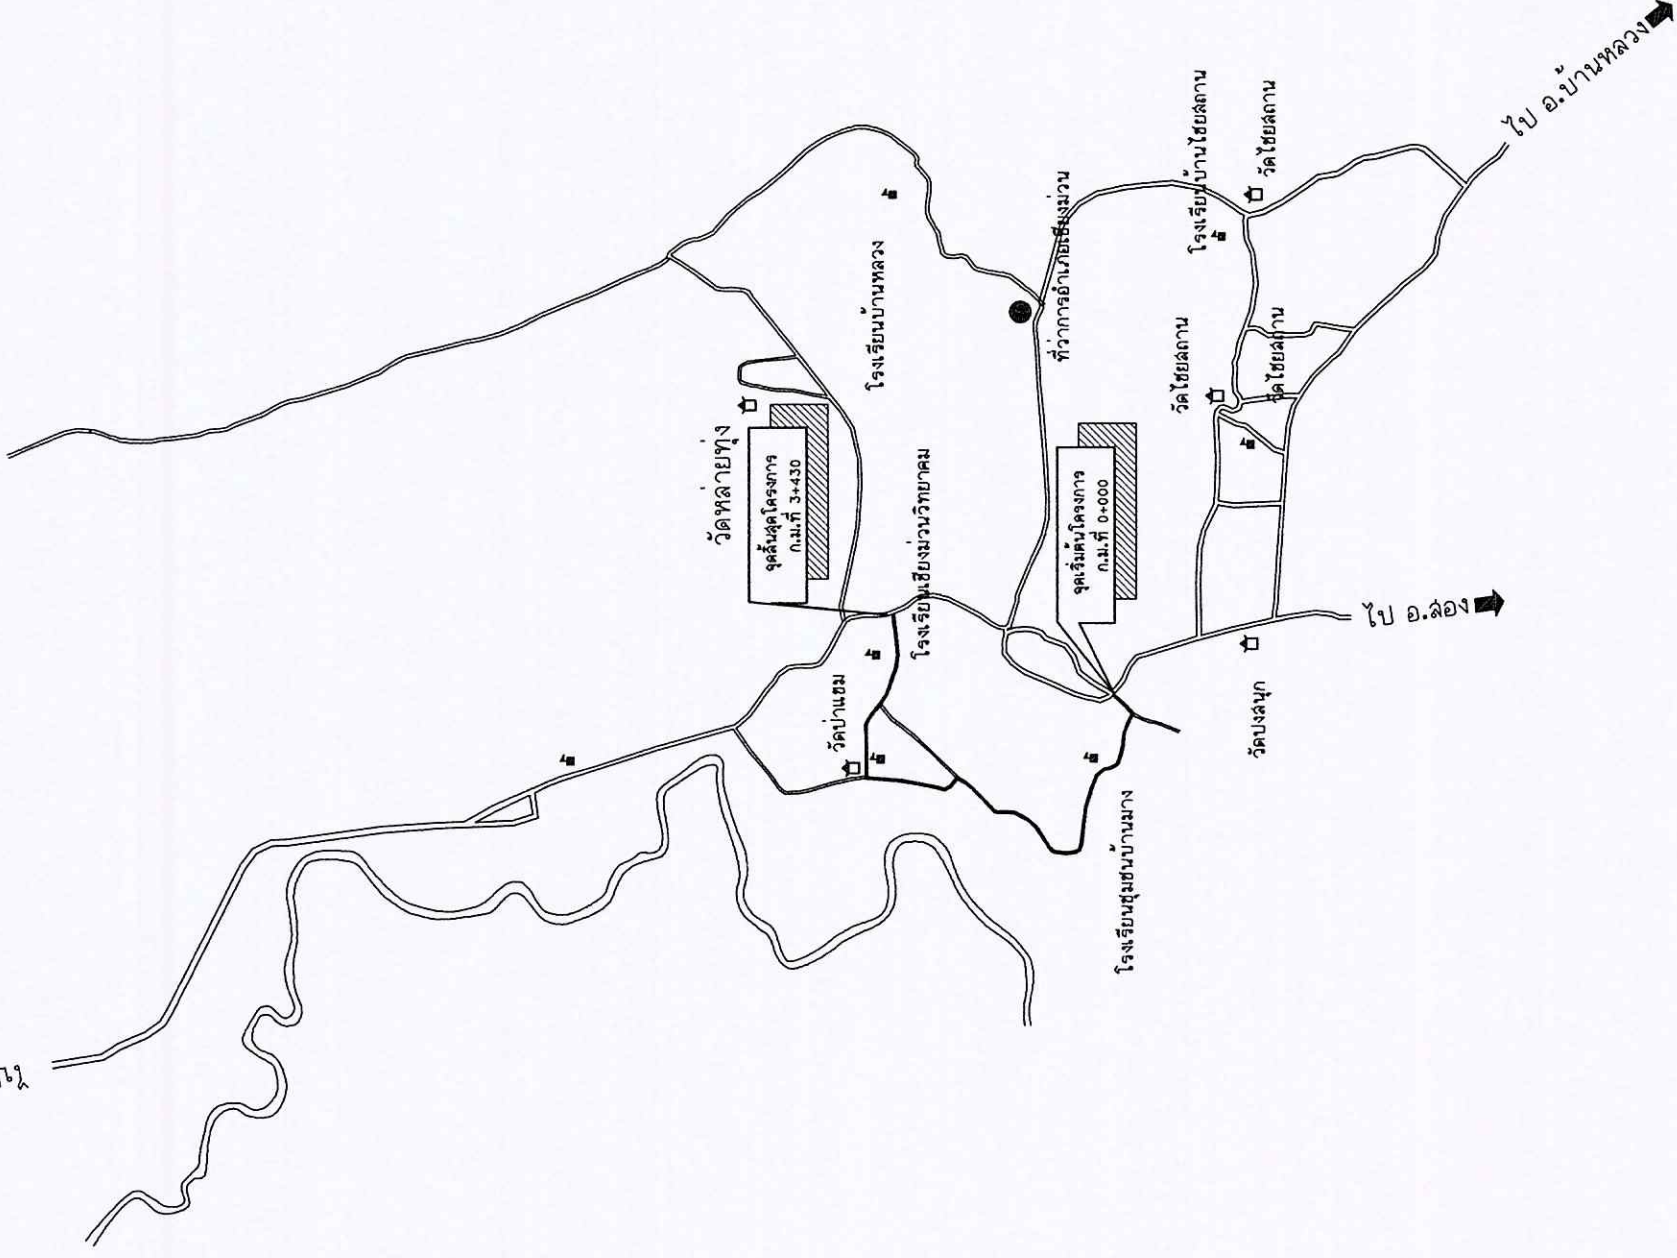 ไป อ.บ้านหลวง
โรงเรียนบ้านไชยสถาน
วัดไชยสถาน
ที่ว่าการอำเภอเชียงม่วน
โรงเรียนบ้านหลวง
วัดไชยสถาน
วัดไชยสถาน
วัดหล่ายทุ่ง
จุดสิ้นสุดโครงการ
ก.ม.ที่ 3+430
โรงเรียนเชียงม่วนวิทยาคม
จุดเริ่มต้นโครงการ
ก.ม.ที่ 0+000
ไป อ.สอง
วัดป่าแขม
วัดปงสนุก
โรงเรียนชุมชนบ้านมาง